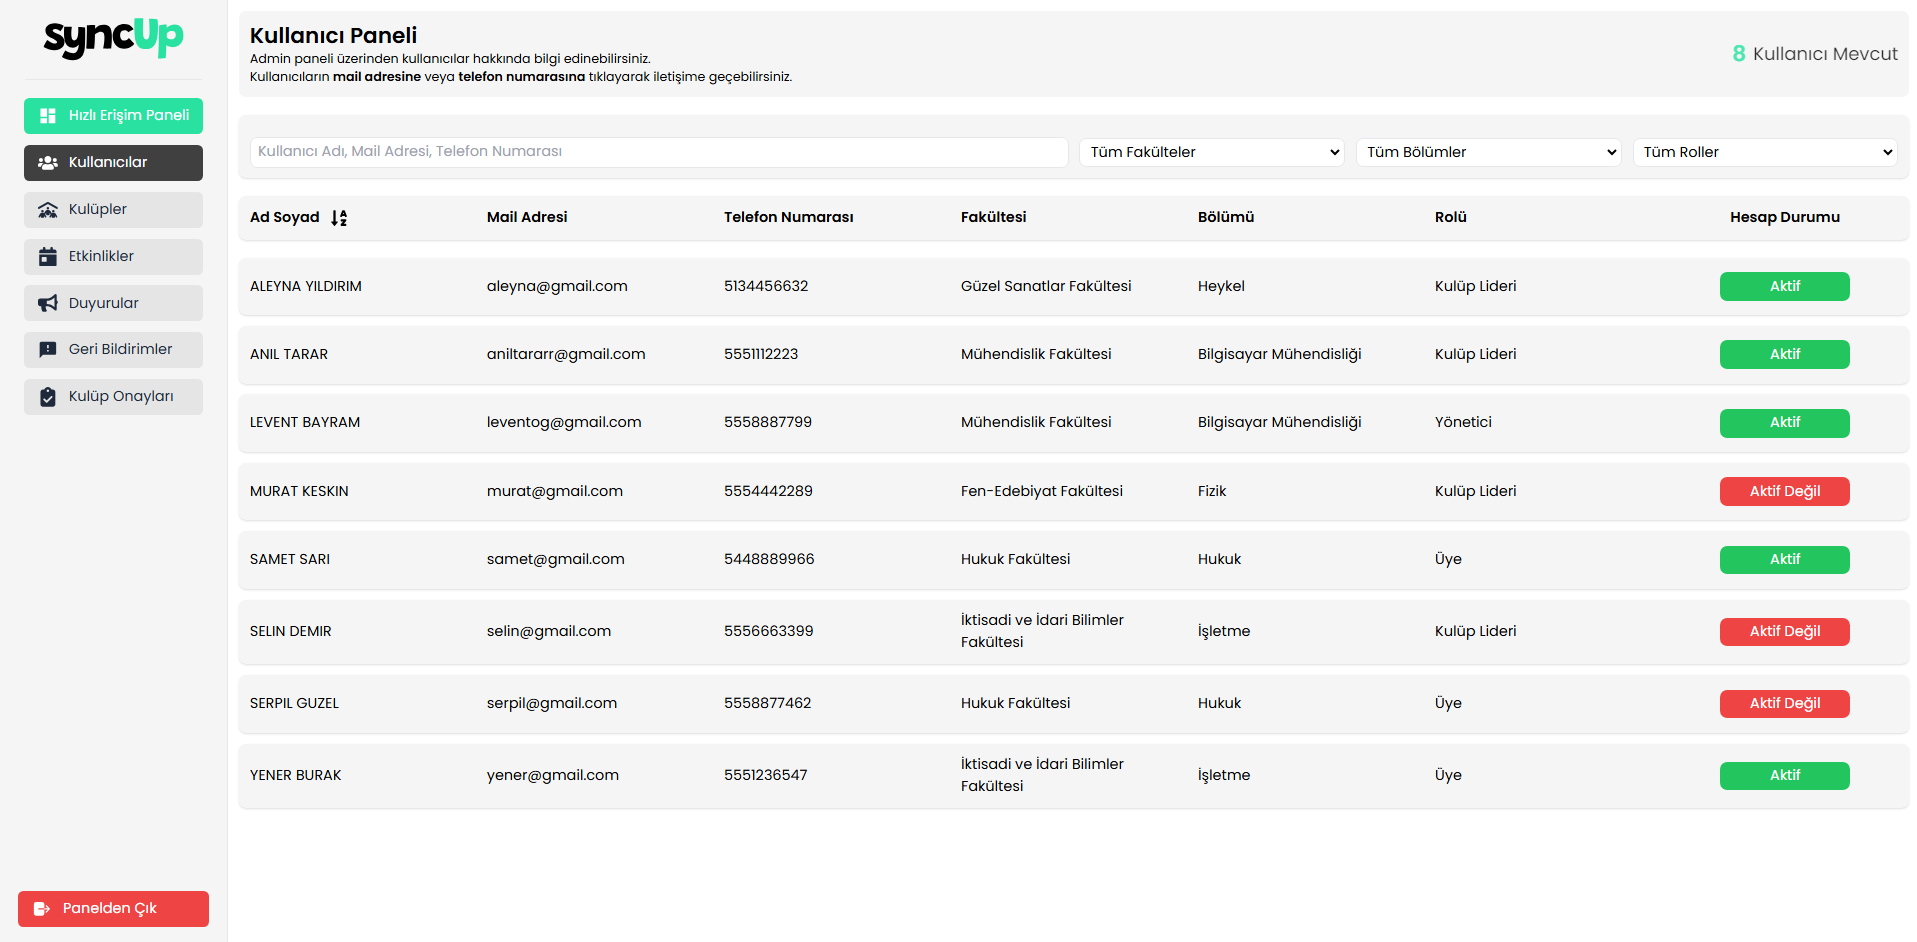 syncUp
Hızlı Erişim Paneli
Kullanıcılar
Kulüpler
Etkinlikler
Duyurular
Geri Bildirimler
Kulüp Onayları
Panelden Çık
Kullanıcı Paneli
Admin paneli üzerinden kullanıcılar hakkında bilgi edinebilirsiniz.
Kullanıcıların mail adresine veya telefon numarasına tıklayarak iletişime geçebilirsiniz.
8 Kullanıcı Mevcut
Kullanıcı Adı, Mail Adresi, Telefon Numarası Tüm Fakülteler Tüm Bölümler Tüm Roller
Ad Soyad Mail Adresi Telefon Numarası Fakültesi Bölümü Rolü Hesap Durumu
ALEYNA YILDIRIM aleyna@gmail.com 5134456632 Güzel Sanatlar Fakültesi Heykel Kulüp Lideri Aktif
ANIL TARAR aniltararr@gmail.com 5551112223 Mühendislik Fakültesi Bilgisayar Mühendisliği Kulüp Lideri Aktif
LEVENT BAYRAM leventog@gmail.com 5558887799 Mühendislik Fakültesi Bilgisayar Mühendisliği Yönetici Aktif
MURAT KESKIN murat@gmail.com 5554442289 Fen-Edebiyat Fakültesi Fizik Kulüp Lideri Aktif Değil
SAMET SARI samet@gmail.com 5448889966 Hukuk Fakültesi Hukuk Üye Aktif
SELIN DEMIR selin@gmail.com 5556663399 İktisadi ve İdari Bilimler Fakültesi İşletme Kulüp Lideri Aktif Değil
SERPIL GUZEL serpil@gmail.com 5558877462 Hukuk Fakültesi Hukuk Üye Aktif Değil
YENER BURAK yener@gmail.com 5551236547 İktisadi ve İdari Bilimler Fakültesi İşletme Üye Aktif